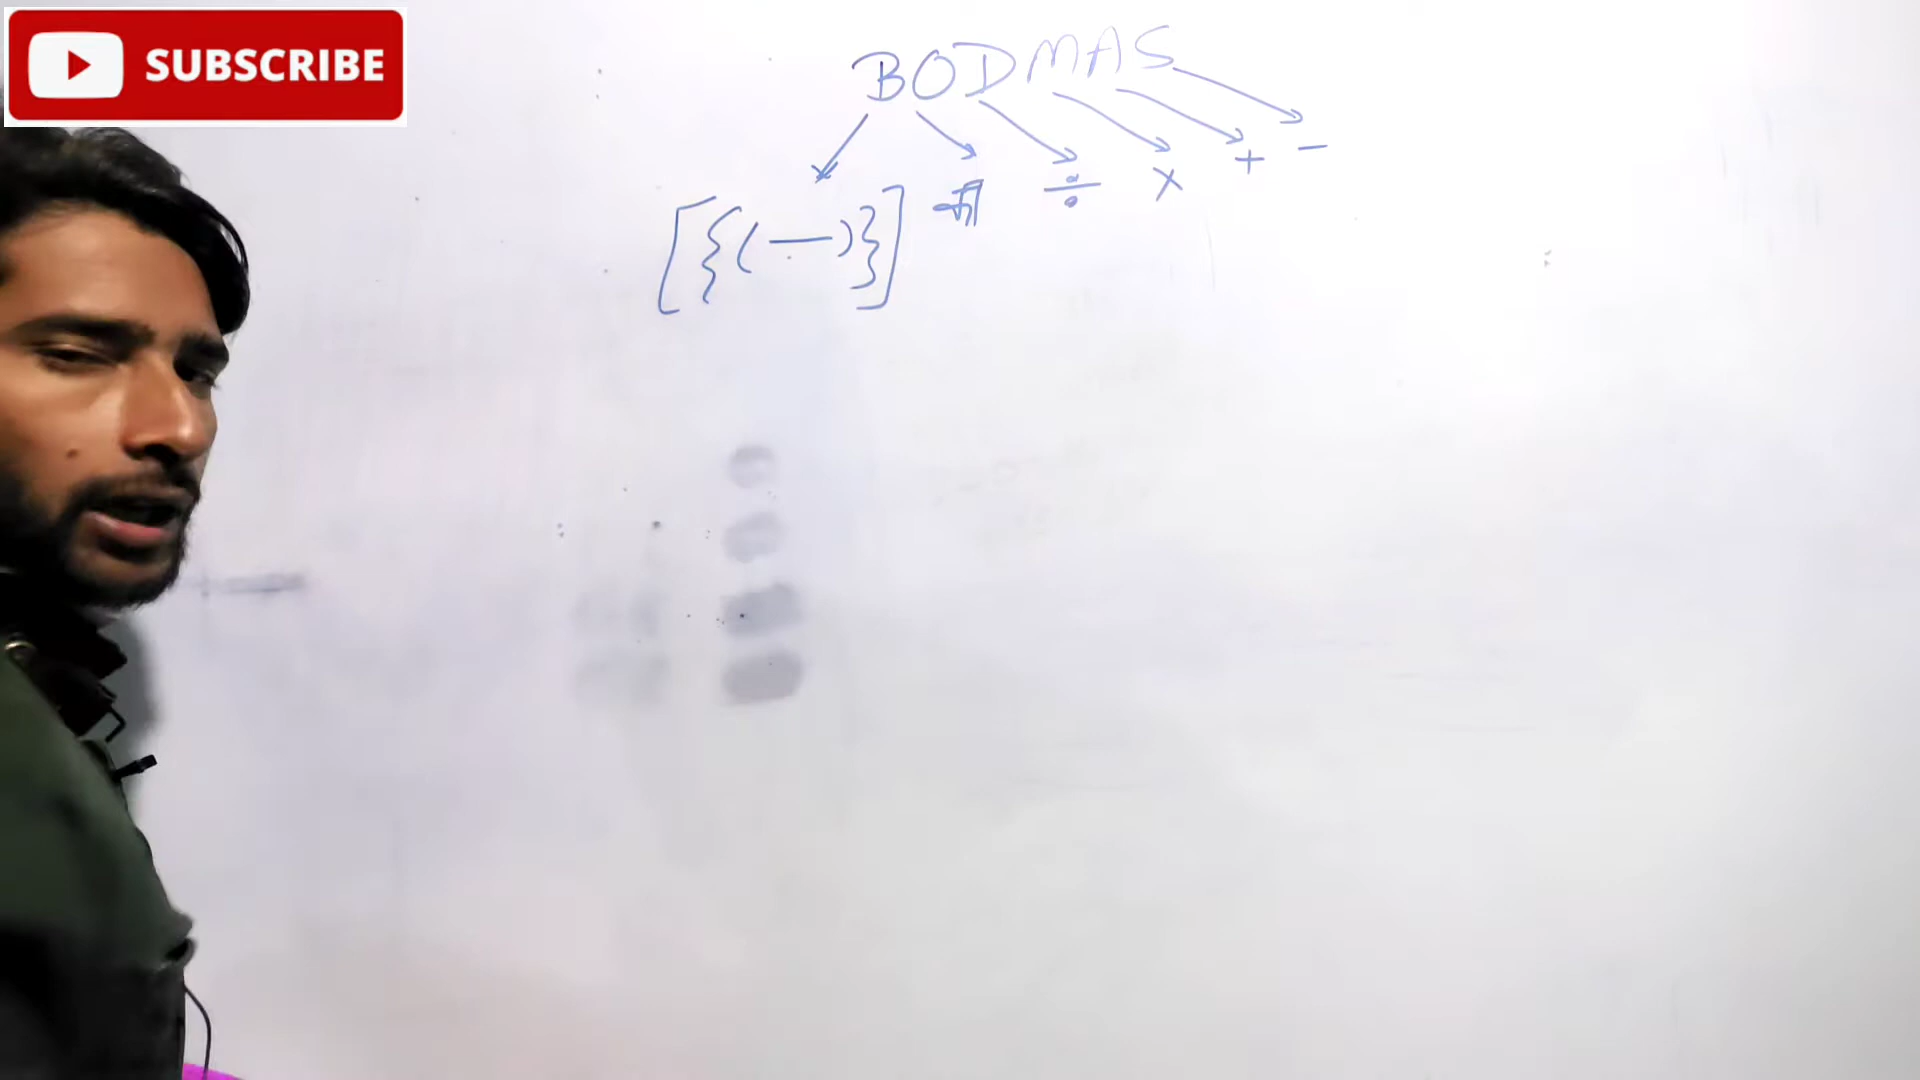 SUBSCRIBE
BODMAS
[{(—)}] का ÷ × + −